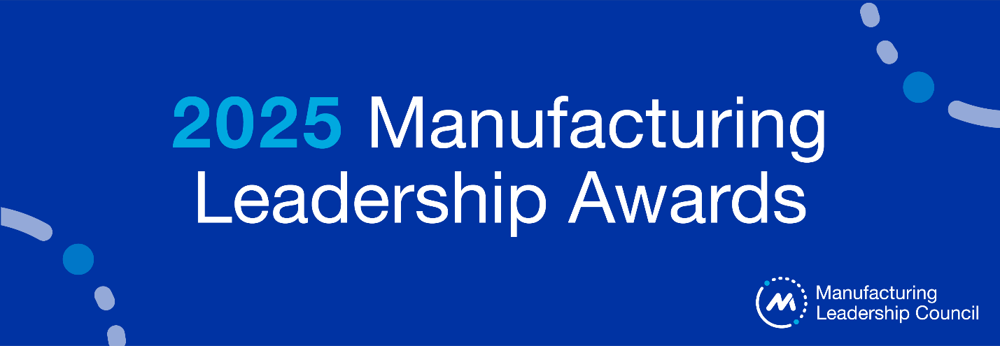 2025 Manufacturing
Leadership Awards
Manufacturing
Leadership Council